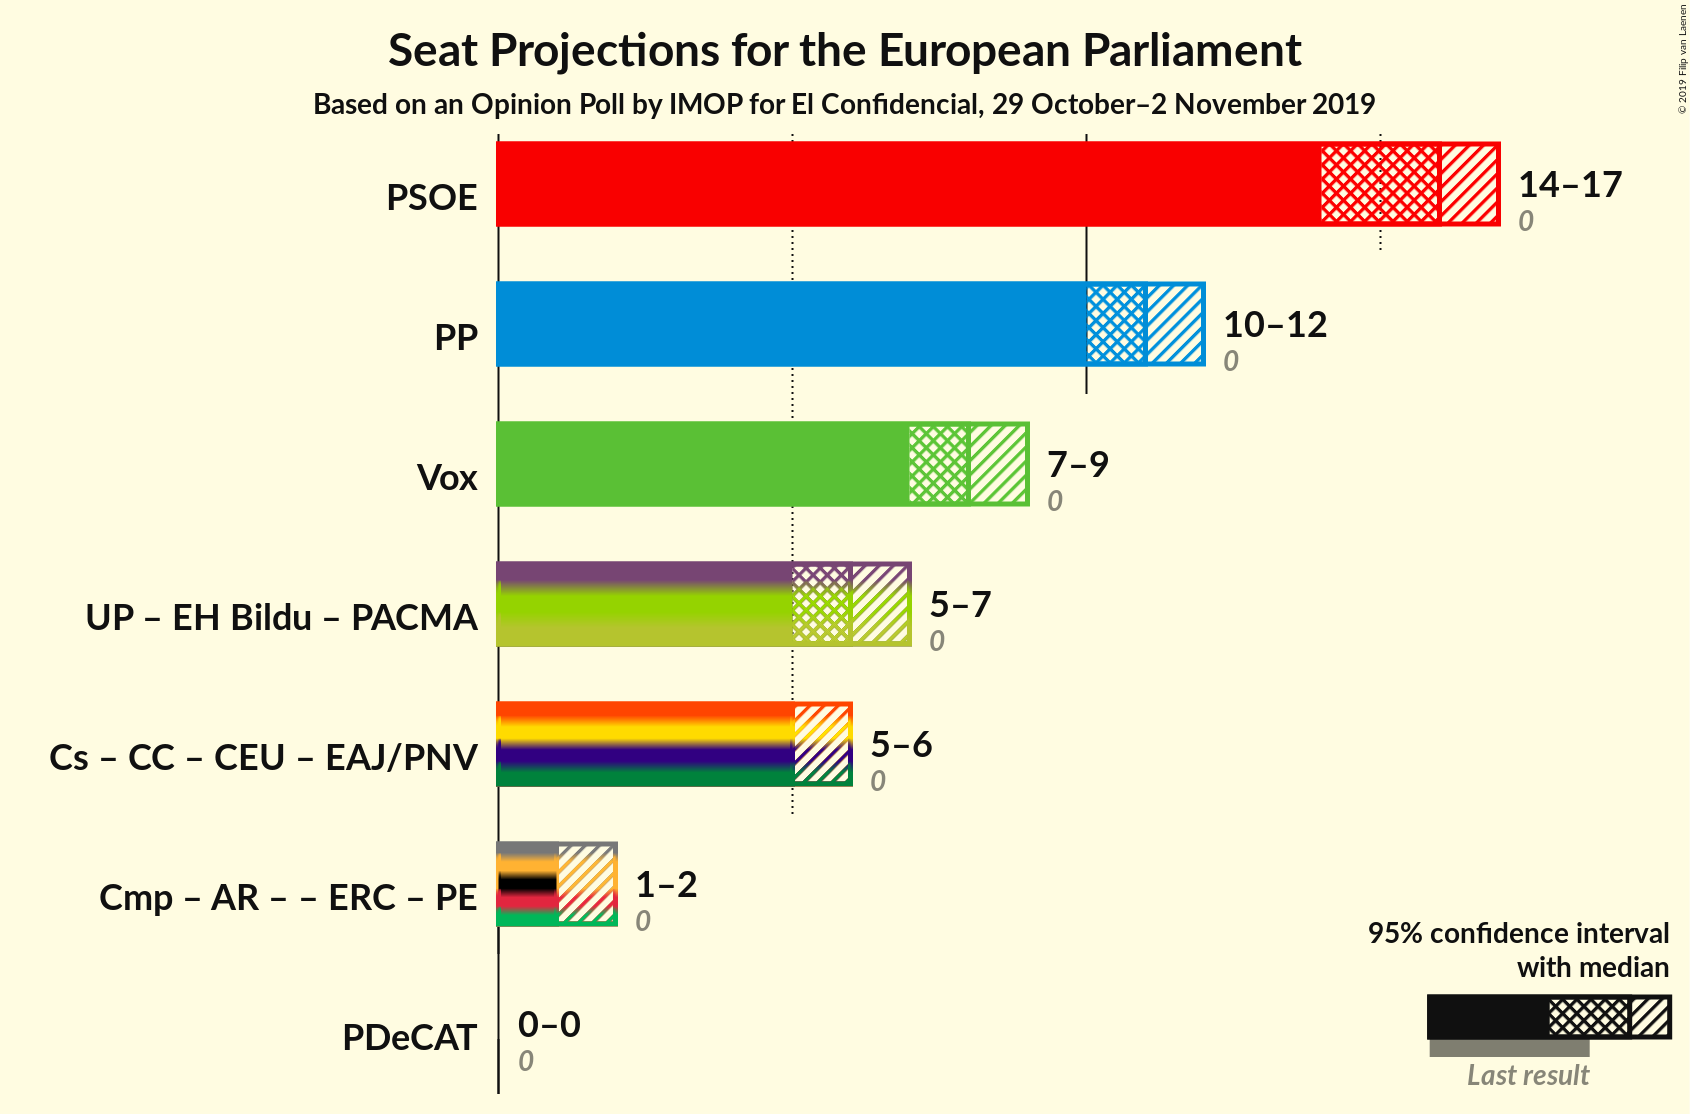 Seat Projections for the European Parliament
Based on an Opinion Poll by IMOP for El Confidencial, 29 October–2 November 2019
© 2019 Filip van Laenen
PSOE
14–17
0
PP
10–12
0
Vox
7–9
0
UP – EH Bildu – PACMA
5–7
0
Cs – CC – CEU – EAJ/PNV
5–6
0
Cmp – AR – – ERC – PE
1–2
0
PDeCAT
0–0
0
95% confidence interval
with median
Last result